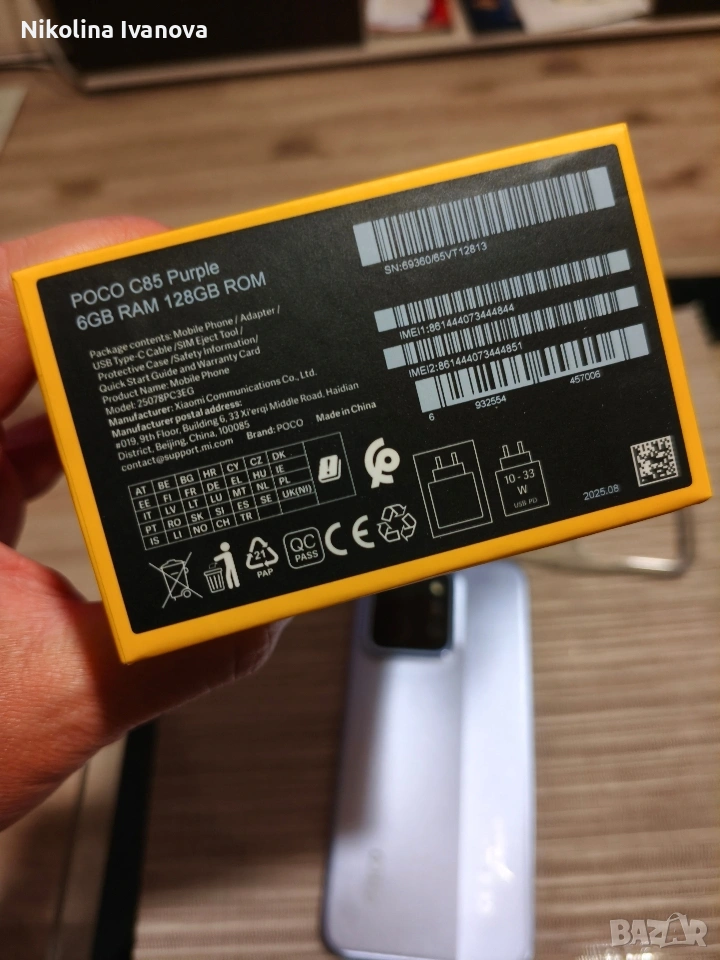 Nikolina Ivanova
POCO C85 Purple
6GB RAM 128GB ROM
Package contents: Mobile Phone / Adapter /
USB Type-C Cable /SIM Eject Tool /
Protective Case /Safety Information/
Quick Start Guide and Warranty Card
Product Name: Mobile Phone
Model: 25078PC3EG
Manufacturer: Xiaomi Communications Co., Ltd.
Manufacturer postal address:
#019, 9th Floor, Building 6, 33 Xi'erqi Middle Road, Haidian
District, Beijing, China, 100085
contact@support.mi.com Brand: POCO Made in China
SN:69360/65VT12813
IMEI1:861444073444844
IMEI2:861444073444851
6 932554 457006
AT BE BG HR CY CZ DK
EE FI FR DE EL HU IE
IT LV LT LU MT NL PL
PT RO SK SI ES SE UK(NI)
IS LI NO CH TR
21
PAP
QC
PASS
CE
10 - 33
W
USB PD
2025.08
BAZAR